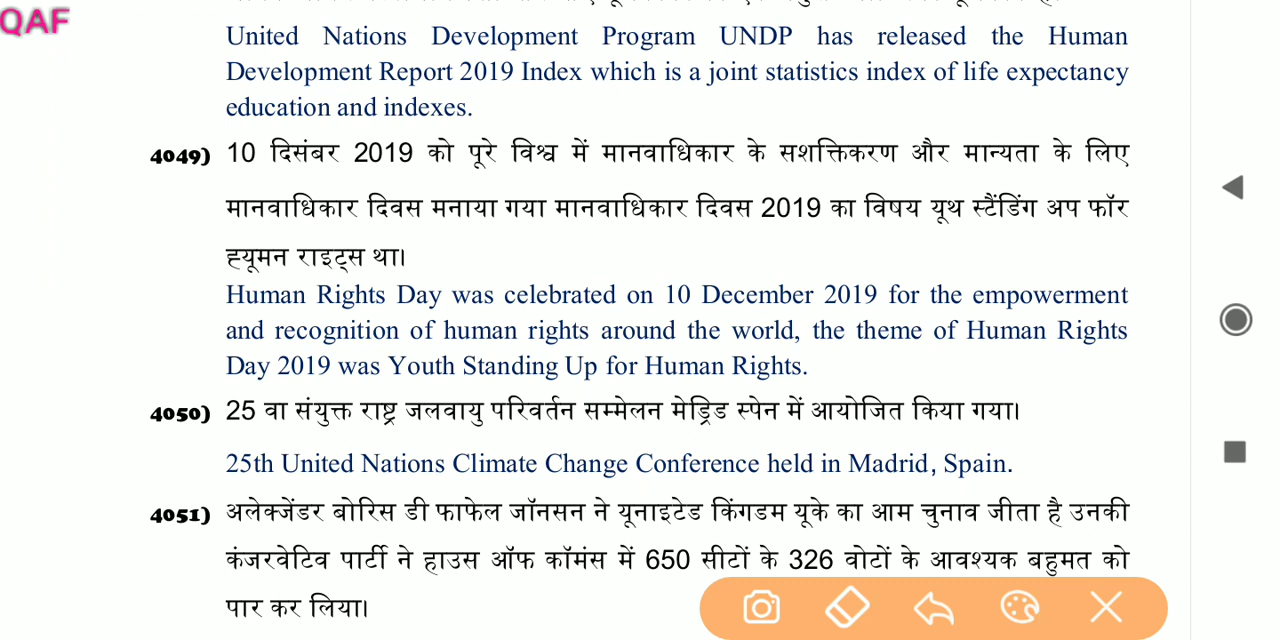 QAF
United Nations Development Program UNDP has released the Human
Development Report 2019 Index which is a joint statistics index of life expectancy
education and indexes.
4049) 10 दिसंबर 2019 को पूरे विश्व में मानवाधिकार के सशक्तिकरण और मान्यता के लिए
मानवाधिकार दिवस मनाया गया मानवाधिकार दिवस 2019 का विषय यूथ स्टैंडिंग अप फॉर
ह्यूमन राइट्स था।
Human Rights Day was celebrated on 10 December 2019 for the empowerment
and recognition of human rights around the world, the theme of Human Rights
Day 2019 was Youth Standing Up for Human Rights.
4050) 25 वा संयुक्त राष्ट्र जलवायु परिवर्तन सम्मेलन मेड्रिड स्पेन में आयोजित किया गया।
25th United Nations Climate Change Conference held in Madrid, Spain.
4051) अलेक्जेंडर बोरिस डी फाफेल जॉनसन ने यूनाइटेड किंगडम यूके का आम चुनाव जीता है उनकी
कंजरवेटिव पार्टी ने हाउस ऑफ कॉमंस में 650 सीटों के 326 वोटों के आवश्यक बहुमत को
पार कर लिया।